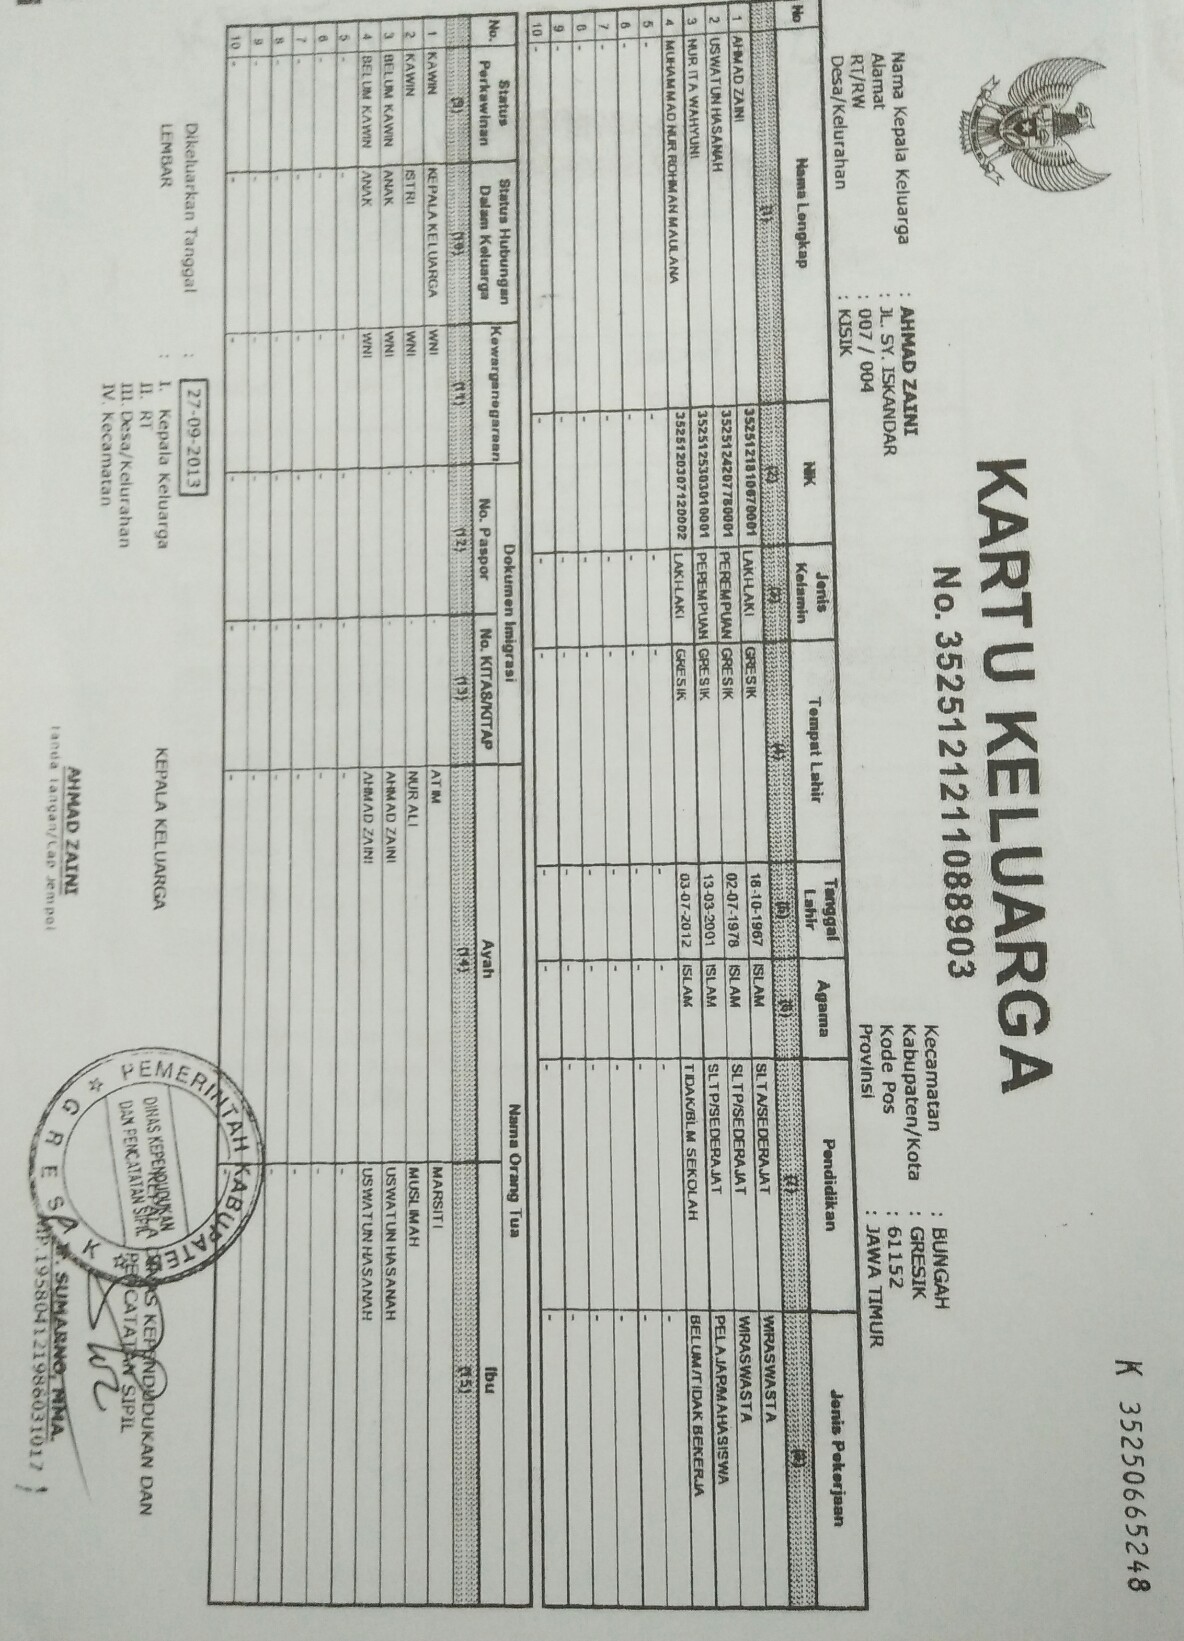 K 35250665248
KARTU KELUARGA
No. 3525121211088903
Nama Kepala Keluarga : AHMAD ZAINI
Alamat : JL. SY. ISKANDAR
RT/RW : 007 / 004
Desa/Kelurahan : KISIK
Kecamatan : BUNGAH
Kabupaten/Kota : GRESIK
Kode Pos : 61152
Provinsi : JAWA TIMUR
No Nama Lengkap NIK Jenis Kelamin Tempat Lahir Tanggal Lahir Agama Pendidikan Jenis Pekerjaan
(1) (2) (3) (4) (5) (6) (7) (8)
1 AHMAD ZAINI 3525121810670001 LAKI-LAKI GRESIK 18-10-1967 ISLAM SLTA/SEDERAJAT WIRASWASTA
2 USWATUN HASANAH 3525124207780001 PEREMPUAN GRESIK 02-07-1978 ISLAM SLTP/SEDERAJAT WIRASWASTA
3 NUR ITA WAHYUNI 3525125303010001 PEREMPUAN GRESIK 13-03-2001 ISLAM SLTP/SEDERAJAT PELAJAR/MAHASISWA
4 MUHAMMAD NUR ROHMAN MAULANA 3525120307120002 LAKI-LAKI GRESIK 03-07-2012 ISLAM TIDAK/BLM SEKOLAH BELUM/TIDAK BEKERJA
5 - - - - - - - -
6 - - - - - - - -
7 - - - - - - - -
8 - - - - - - - -
9 - - - - - - - -
10 - - - - - - - -
No. Status Perkawinan Status Hubungan Dalam Keluarga Kewarganegaraan Dokumen Imigrasi Nama Orang Tua
No. Paspor No. KITAS/KITAP Ayah Ibu
(9) (10) (11) (12) (13) (14) (15)
1 KAWIN KEPALA KELUARGA WNI - - ATIM MARSITI
2 KAWIN ISTRI WNI - - NUR ALI MUSLIMAH
3 BELUM KAWIN ANAK WNI - - AHMAD ZAINI USWATUN HASANAH
4 BELUM KAWIN ANAK WNI - - AHMAD ZAINI USWATUN HASANAH
5 - - - - - - -
6 - - - - - - -
7 - - - - - - -
8 - - - - - - -
9 - - - - - - -
10 - - - - - - -
Dikeluarkan Tanggal : 27-09-2013
LEMBAR : I. Kepala Keluarga
II. RT
III. Desa/Kelurahan
IV. Kecamatan
KEPALA KELUARGA
AHMAD ZAINI
Tanda Tangan/Cap Jempol
KEPALA DINAS KEPENDUDUKAN DAN
PENCATATAN SIPIL
SUMARNO, MMA.
NIP.195804121986031017
PEMERINTAH KABUPATEN
GRESIK
DINAS KEPENDUDUKAN
DAN PENCATATAN SIPIL